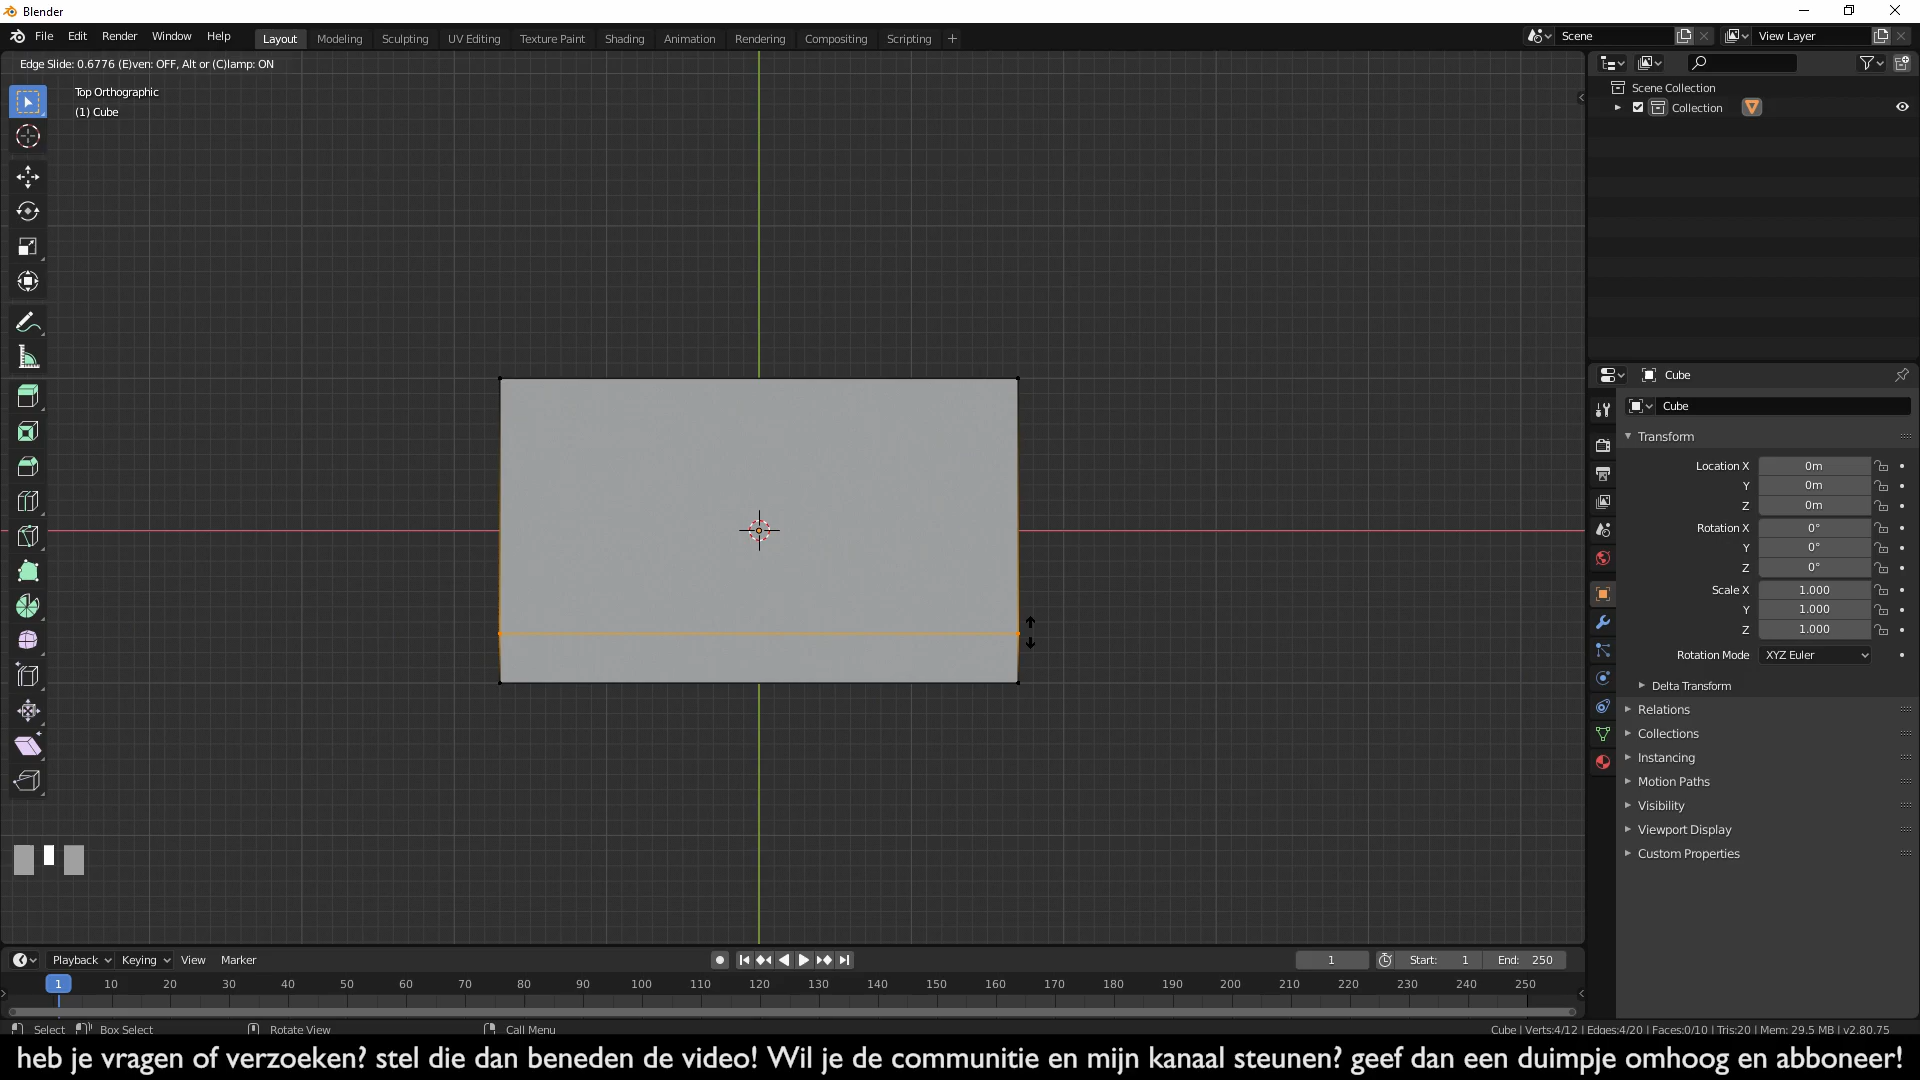 Blender
File Edit Render Window Help Layout Modeling Sculpting UV Editing Texture Paint Shading Animation Rendering Compositing Scripting + Scene View Layer
Edge Slide: 0.6776 (E)ven: OFF, Alt or (C)lamp: ON
Top Orthographic
(1) Cube
Scene Collection
Collection
Cube
Cube
Transform
Location X 0m
Y 0m
Z 0m
Rotation X 0°
Y 0°
Z 0°
Scale X 1.000
Y 1.000
Z 1.000
Rotation Mode XYZ Euler
Delta Transform
Relations
Collections
Instancing
Motion Paths
Visibility
Viewport Display
Custom Properties
Playback Keying View Marker 1 Start: 1 End: 250
1 10 20 30 40 50 60 70 80 90 100 110 120 130 140 150 160 170 180 190 200 210 220 230 240 250
Select Box Select Rotate View Call Menu Cube | Verts:4/12 | Edges:4/20 | Faces:0/10 | Tris:20 | Mem: 29.5 MB | v2.80.75
heb je vragen of verzoeken? stel die dan beneden de video! Wil je de communitie en mijn kanaal steunen? geef dan een duimpje omhoog en abboneer!